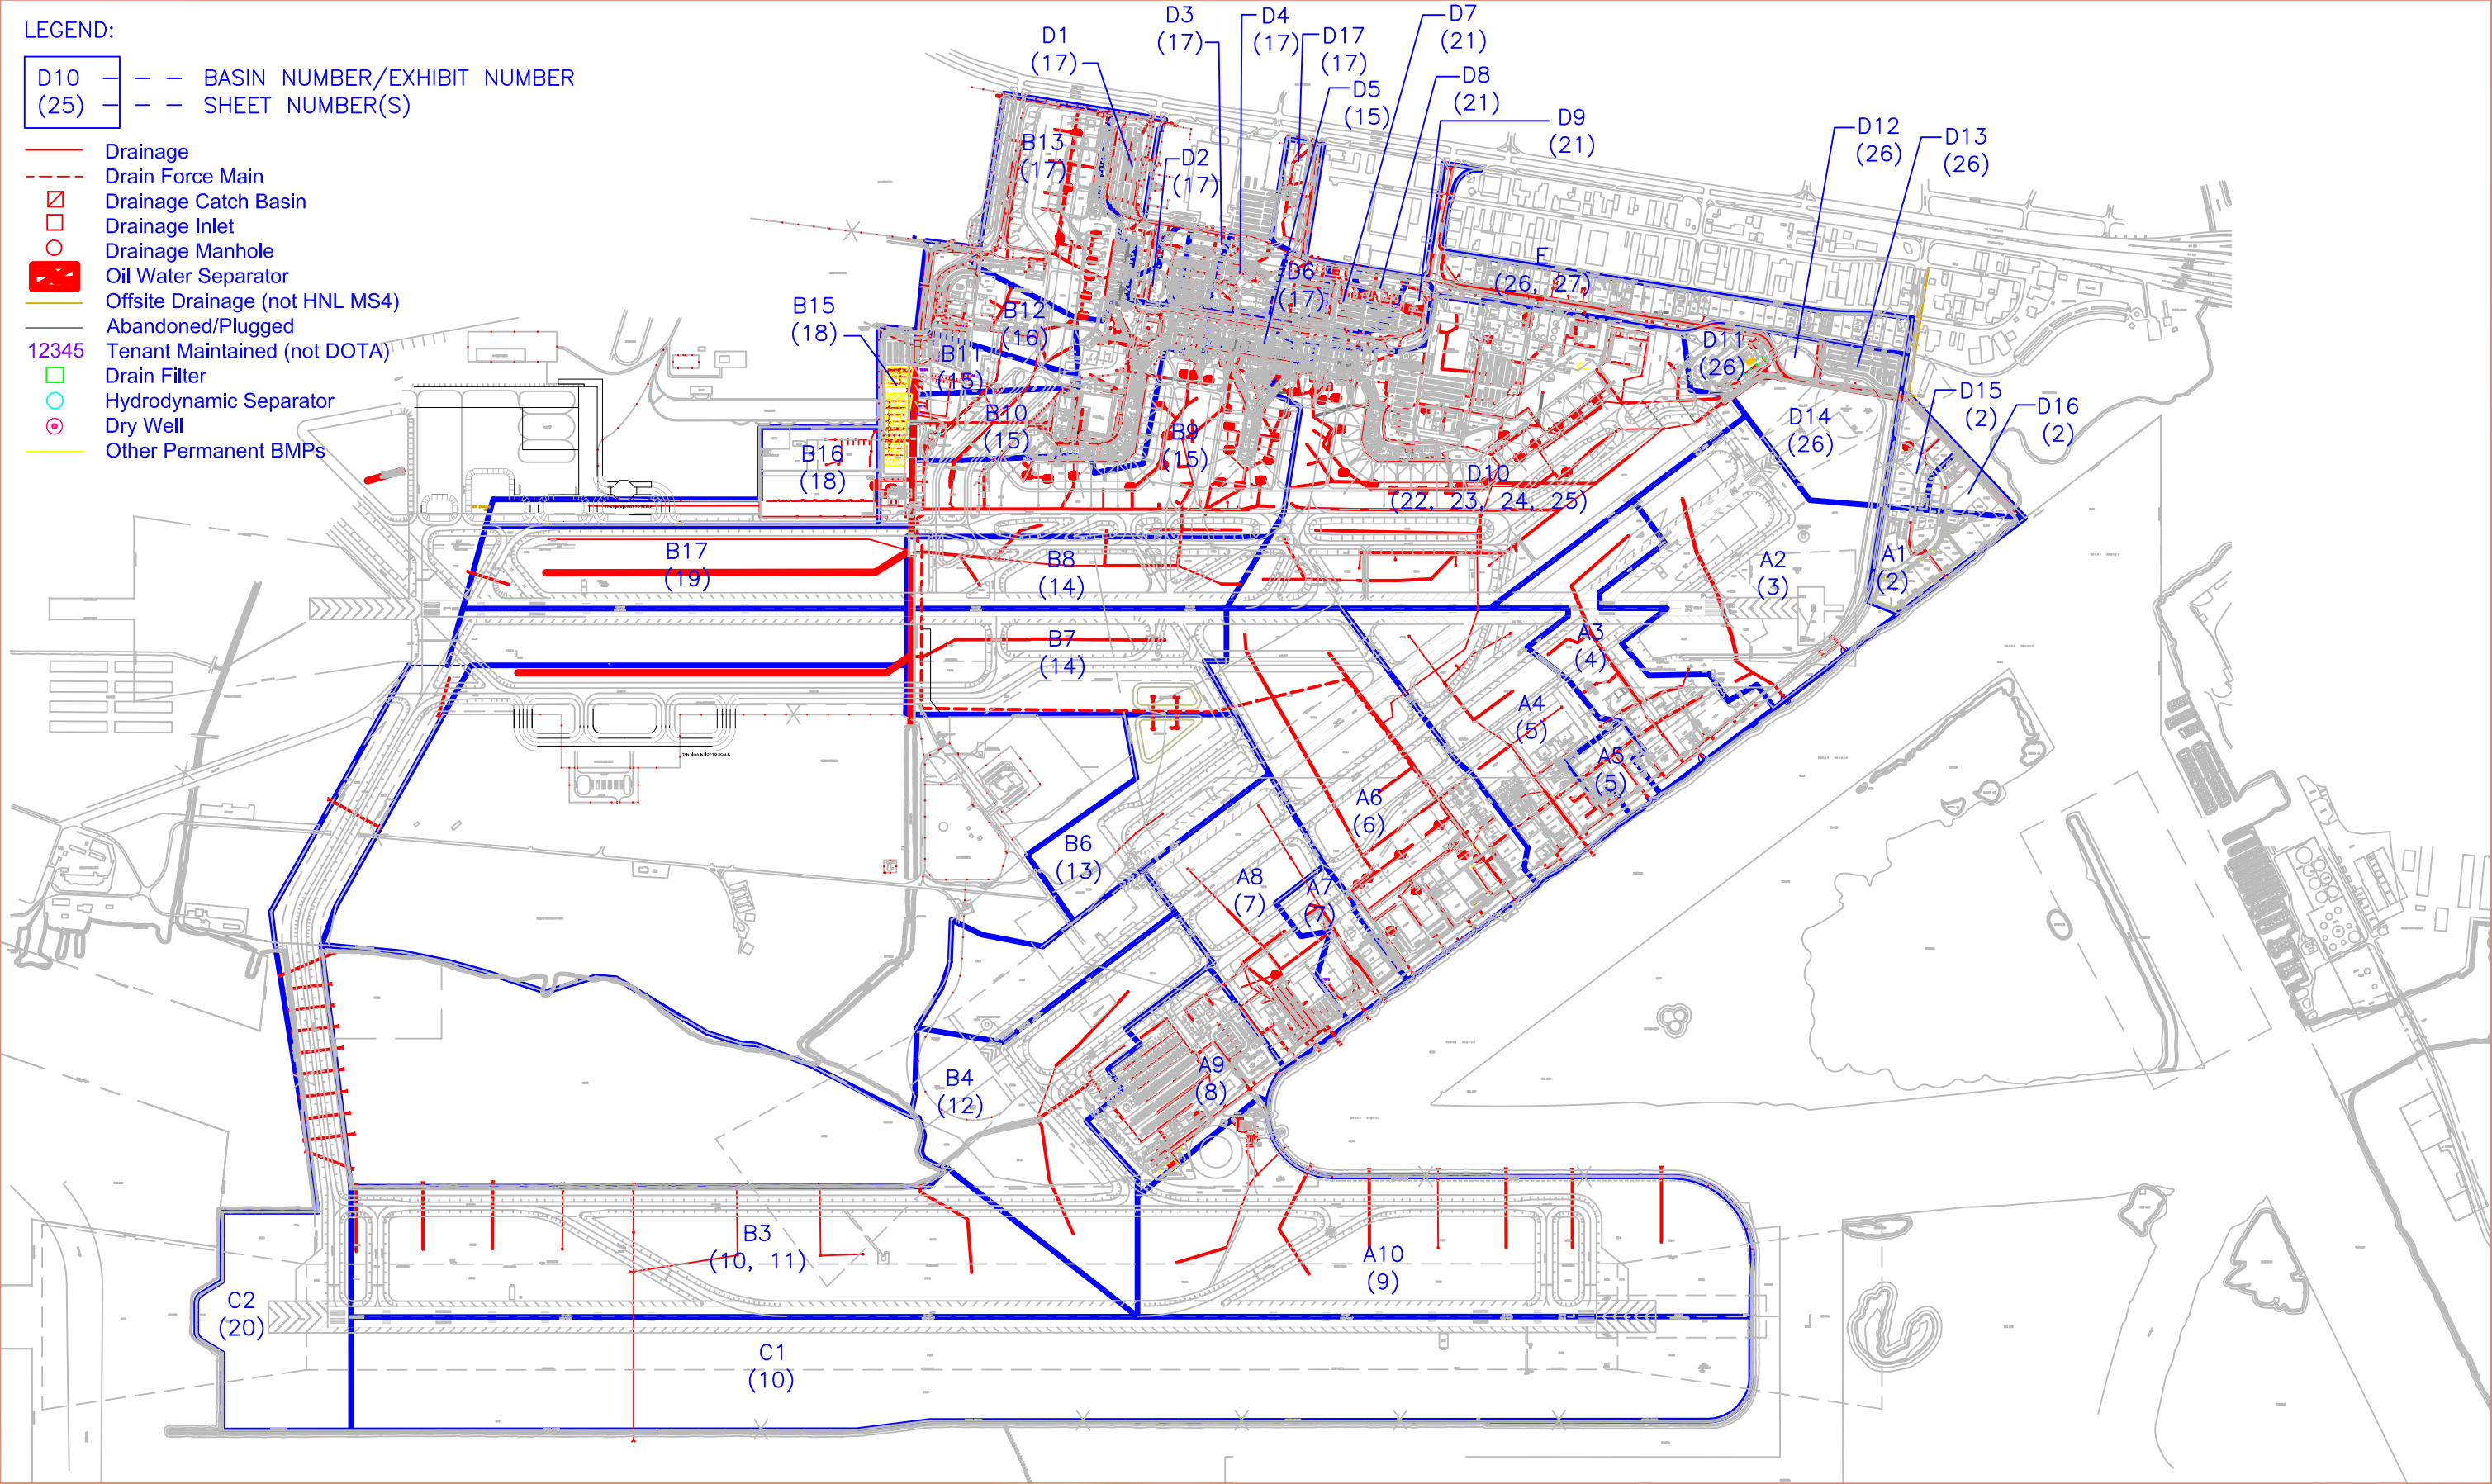 LEGEND:
D10 - - - BASIN NUMBER/EXHIBIT NUMBER
(25) - - - SHEET NUMBER(S)
Drainage
Drain Force Main
Drainage Catch Basin
Drainage Inlet
Drainage Manhole
Oil Water Separator
Offsite Drainage (not HNL MS4)
Abandoned/Plugged
12345 Tenant Maintained (not DOTA)
Drain Filter
Hydrodynamic Separator
Dry Well
Other Permanent BMPs
D1
(17)
D3
(17)
D4
(17)
D17
(17)
D5
(15)
D7
(21)
D8
(21)
D9
(21)
D12
(26)
D13
(26)
B13
(17)
D2
(17)
D6
(17)
E
(26, 27)
B15
(18)
B12
(16)
B11
(15)
D11
(26)
D15
(2)
D16
(2)
B10
(15)
B9
(15)
D14
(26)
B16
(18)
D10
(22, 23, 24, 25)
B17
(19)
B8
(14)
A2
(3)
A1
(2)
B7
(14)
A3
(4)
A4
(5)
A5
(5)
A6
(6)
B6
(13)
A8
(7)
A7
(7)
B4
(12)
A9
(8)
B3
(10, 11)
A10
(9)
C2
(20)
C1
(10)